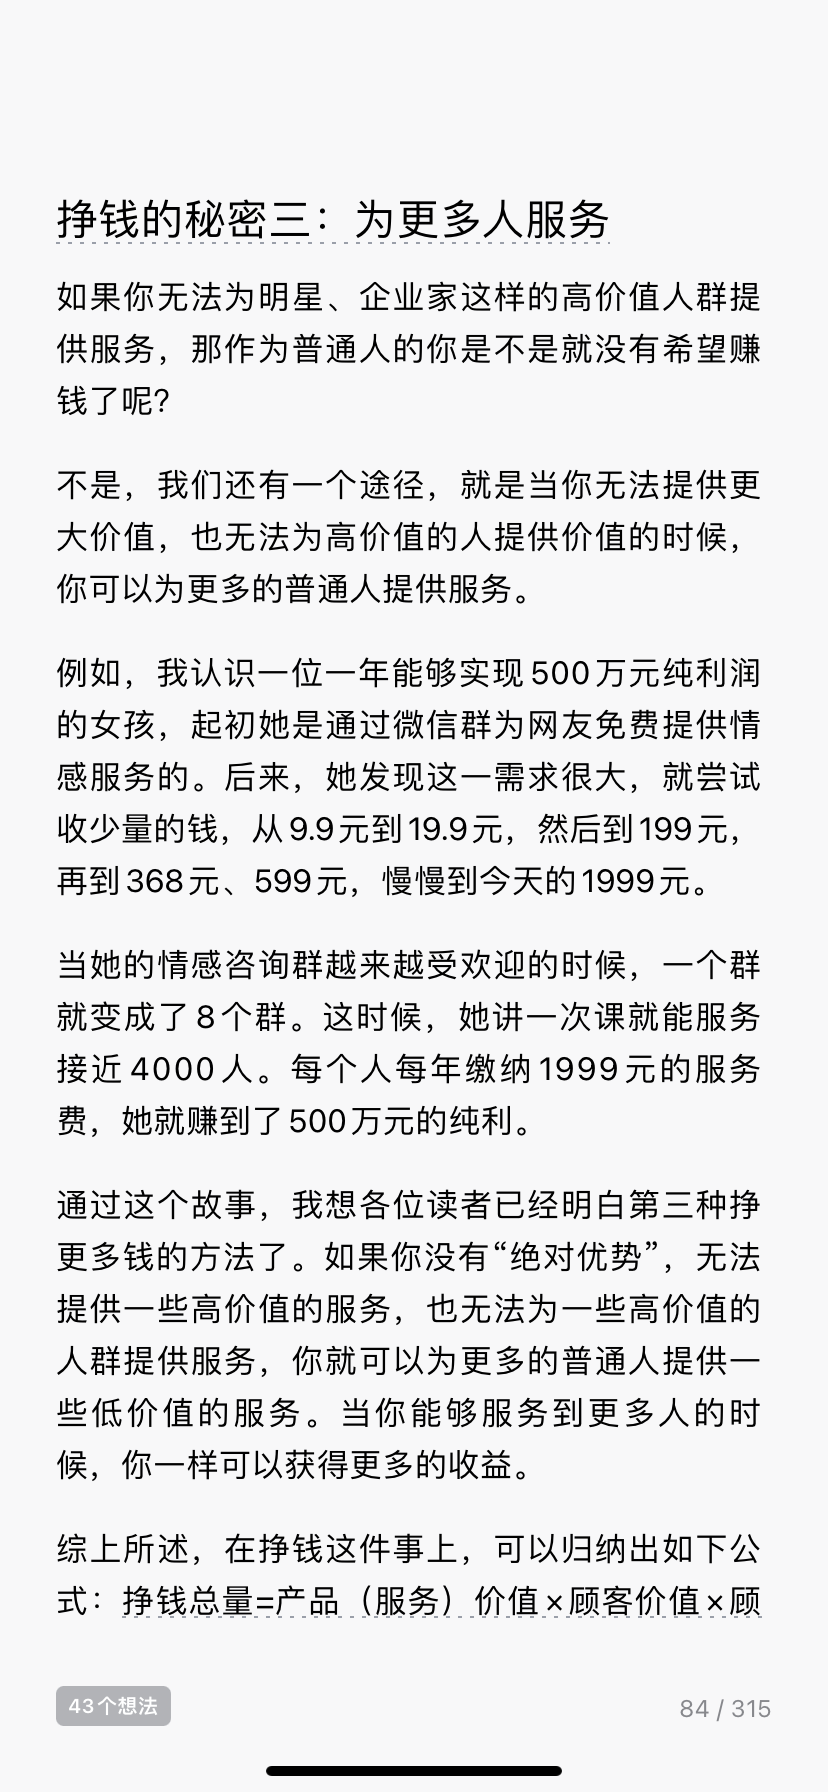 挣钱的秘密三：为更多人服务
如果你无法为明星、企业家这样的高价值人群提
供服务，那作为普通人的你是不是就没有希望赚
钱了呢?
不是，我们还有一个途径，就是当你无法提供更
大价值，也无法为高价值的人提供价值的时候，
你可以为更多的普通人提供服务。
例如，我认识一位一年能够实现500万元纯利润
的女孩，起初她是通过微信群为网友免费提供情
感服务的。后来，她发现这一需求很大，就尝试
收少量的钱，从9.9元到19.9元，然后到199元，
再到368元、599元，慢慢到今天的1999元。
当她的情感咨询群越来越受欢迎的时候，一个群
就变成了8个群。这时候，她讲一次课就能服务
接近4000人。每个人每年缴纳1999元的服务
费，她就赚到了500万元的纯利。
通过这个故事，我想各位读者已经明白第三种挣
更多钱的方法了。如果你没有“绝对优势”，无法
提供一些高价值的服务，也无法为一些高价值的
人群提供服务，你就可以为更多的普通人提供一
些低价值的服务。当你能够服务到更多人的时
候，你一样可以获得更多的收益。
综上所述，在挣钱这件事上，可以归纳出如下公
式：挣钱总量=产品（服务）价值×顾客价值×顾
43个想法
84 / 315